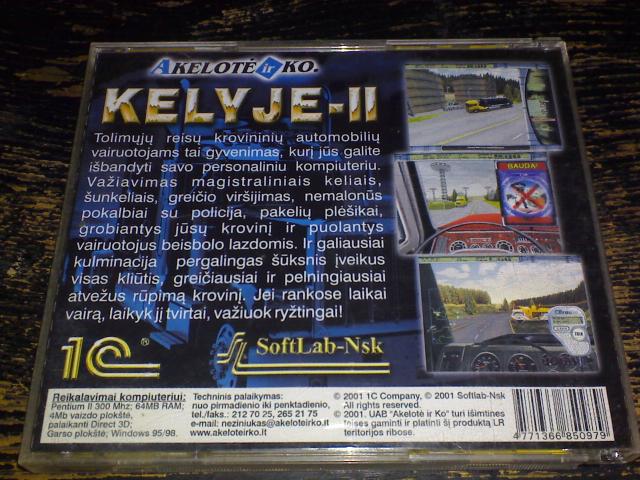 AKELOTĖ ir KO.
KELYJE-II
Tolimųjų reisų krovininių automobilių
vairuotojams tai gyvenimas, kurį jūs galite
išbandyti savo personaliniu kompiuteriu.
Važiavimas magistraliniais keliais,
šunkeliais, greičio viršijimas, nemalonūs
pokalbiai su policija, pakelių plėšikai,
grobiantys jūsų krovinį ir puolantys
vairuotojus beisbolo lazdomis. Ir galiausiai
kulminacija - pergalingas šūksnis įveikus
visas kliūtis, greičiausiai ir pelningiausiai
atvežus rūpimą krovinį. Jei rankose laikai
vairą, laikyk jį tvirtai, važiuok ryžtingai!
BAUDA!
1C®
SoftLab-Nsk
Reikalavimai kompiuteriui:
Pentium II 300 Mhz; 64MB RAM;
4Mb vaizdo plokštė,
palaikanti Direct 3D;
Garso plokštė; Windows 95/98.
Techninis palaikymas:
nuo pirmadienio iki penktadienio,
tel./faks.: 212 70 25, 265 21 75
e-mail: neziniukas@akeloteirko.lt
www.akeloteirko.lt
© 2001 1C Company, © 2001 Softlab-Nsk
All rights reserved.
© 2001. UAB "Akelotė ir Ko" turi išimtines
teises gaminti ir platinti šį produktą LR
teritorijos ribose.
4 771366 850979